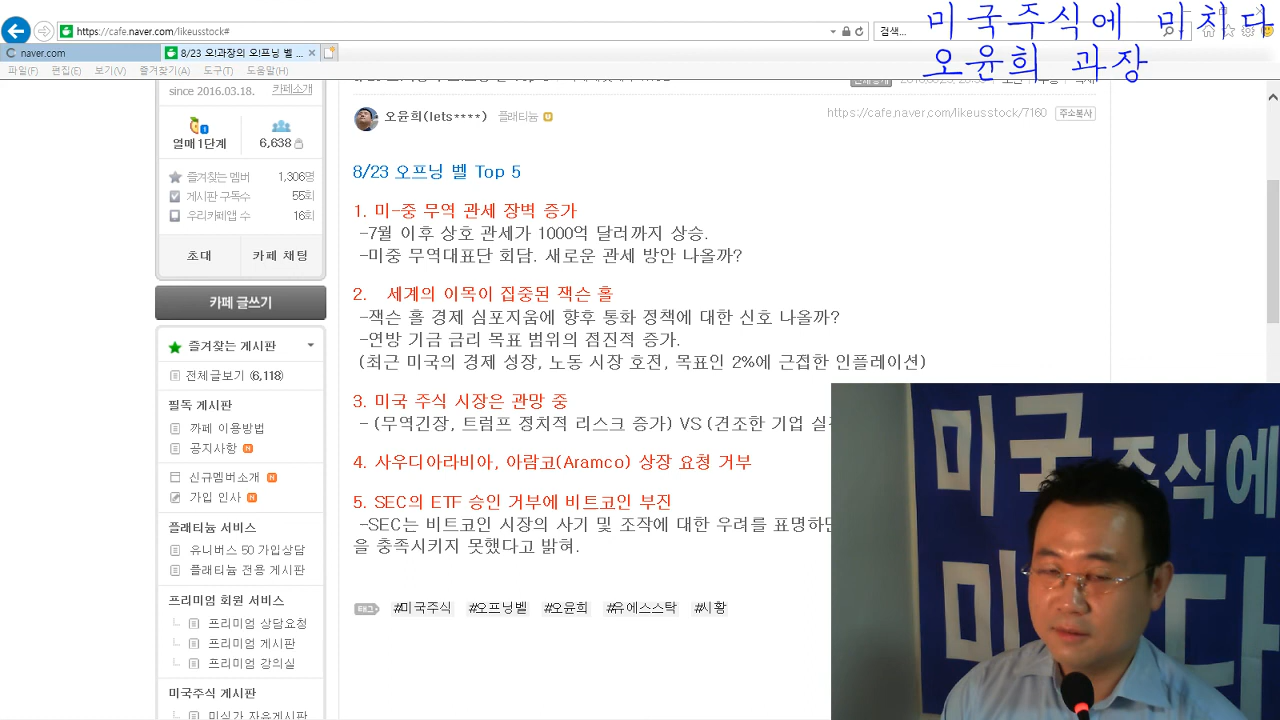 https://cafe.naver.com/likeusstock#
검색...
naver.com
8/23 오!과장의 오프닝 벨 ...
파일(F) 편집(E) 보기(V) 즐겨찾기(A) 도구(T) 도움말(H)
미국주식에 미치다
오윤희 과장
since 2016.03.18.
카페소개
열매1단계
6,638
즐겨찾는 멤버 1,306명
게시판 구독수 55회
우리카페앱 수 16회
초대
카페 채팅
카페 글쓰기
즐겨찾는 게시판
전체글보기 (6,118)
필독 게시판
까페 이용방법
공지사항
신규멤버소개
가입 인사
플래티늄 서비스
유니버스 50 가입상담
플래티늄 전용 게시판
프리미엄 회원 서비스
프리미엄 상담요청
프리미엄 게시판
프리미엄 강의실
미국주식 게시판
미식가 자유게시판
오윤희(lets****) 플래티늄
https://cafe.naver.com/likeusstock/7160 주소복사
8/23 오프닝 벨 Top 5
1. 미-중 무역 관세 장벽 증가
-7월 이후 상호 관세가 1000억 달러까지 상승.
-미중 무역대표단 회담. 새로운 관세 방안 나올까?
2. 세계의 이목이 집중된 잭슨 홀
-잭슨 홀 경제 심포지움에 향후 통화 정책에 대한 신호 나올까?
-연방 기금 금리 목표 범위의 점진적 증가.
(최근 미국의 경제 성장, 노동 시장 호전, 목표인 2%에 근접한 인플레이션)
3. 미국 주식 시장은 관망 중
- (무역긴장, 트럼프 정치적 리스크 증가) VS (견조한 기업 실
4. 사우디아라비아, 아람코(Aramco) 상장 요청 거부
5. SEC의 ETF 승인 거부에 비트코인 부진
-SEC는 비트코인 시장의 사기 및 조작에 대한 우려를 표명하면
을 충족시키지 못했다고 밝혀.
태그 #미국주식 #오프닝벨 #오윤희 #유에스스탁 #시황
미국주식에
미
다